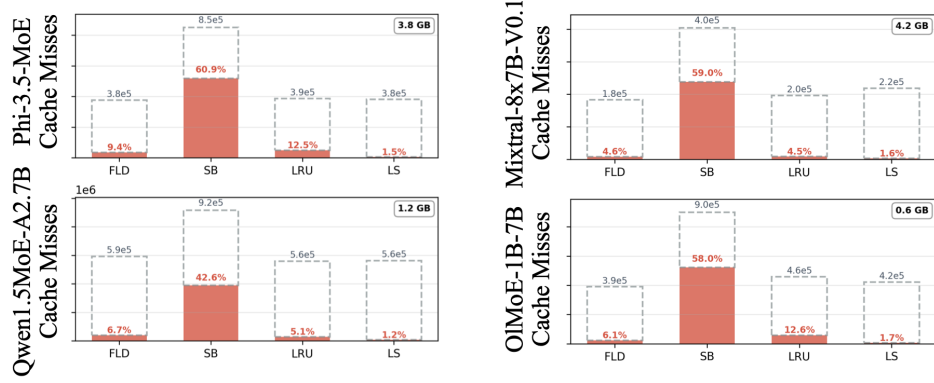 Phi-3.5-MoE
Cache Misses
3.8 GB
3.8e5
8.5e5
3.9e5
3.8e5
9.4%
60.9%
12.5%
1.5%
FLD
SB
LRU
LS
Mixtral-8x7B-V0.1
Cache Misses
4.2 GB
1.8e5
4.0e5
2.0e5
2.2e5
4.6%
59.0%
4.5%
1.6%
FLD
SB
LRU
LS
Qwen1.5MoE-A2.7B
Cache Misses
1e6
1.2 GB
5.9e5
9.2e5
5.6e5
5.6e5
6.7%
42.6%
5.1%
1.2%
FLD
SB
LRU
LS
OlMoE-1B-7B
Cache Misses
0.6 GB
3.9e5
9.0e5
4.6e5
4.2e5
6.1%
58.0%
12.6%
1.7%
FLD
SB
LRU
LS